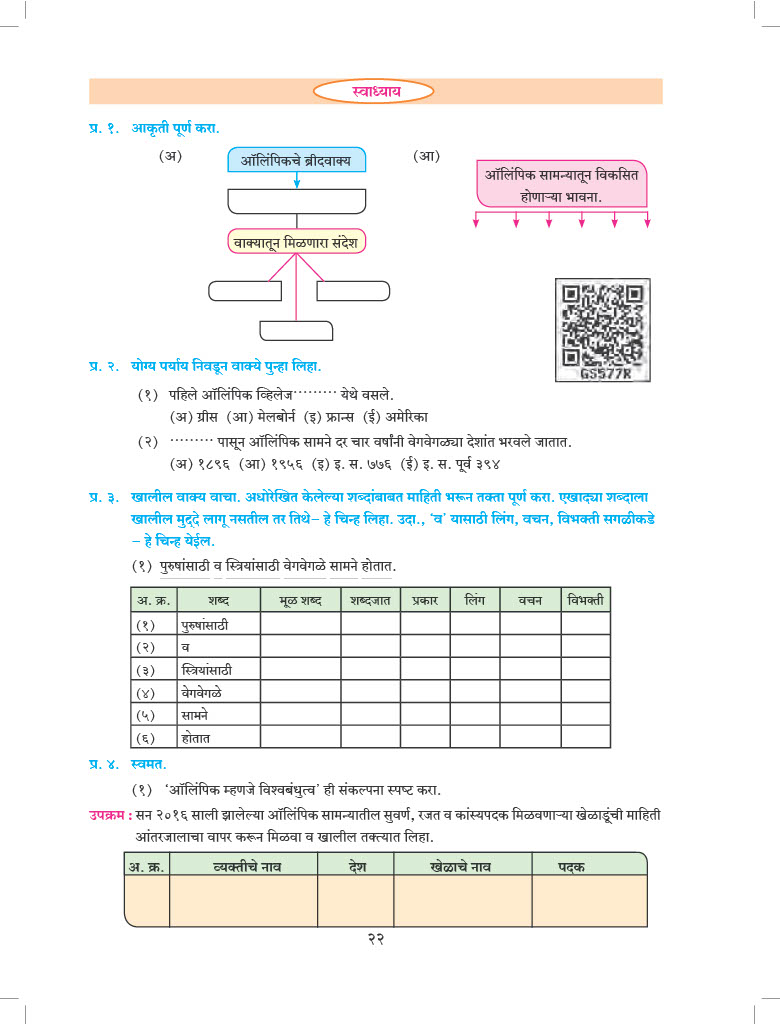 स्वाध्याय
प्र. १. आकृती पूर्ण करा.
(अ)
ऑलिंपिकचे ब्रीदवाक्य
वाक्यातून मिळणारा संदेश
(आ)
ऑलिंपिक सामन्यातून विकसित
होणाऱ्या भावना.
GS577R
प्र. २. योग्य पर्याय निवडून वाक्ये पुन्हा लिहा.
(१) पहिले ऑलिंपिक व्हिलेज......... येथे वसले.
(अ) ग्रीस (आ) मेलबोर्न (इ) फ्रान्स (ई) अमेरिका
(२) ......... पासून ऑलिंपिक सामने दर चार वर्षांनी वेगवेगळ्या देशांत भरवले जातात.
(अ) १८९६ (आ) १९५६ (इ) इ. स. ७७६ (ई) इ. स. पूर्व ३९४
प्र. ३. खालील वाक्य वाचा. अधोरेखित केलेल्या शब्दांबाबत माहिती भरून तक्ता पूर्ण करा. एखाद्या शब्दाला
खालील मुद्दे लागू नसतील तर तिथे– हे चिन्ह लिहा. उदा., ‘व’ यासाठी लिंग, वचन, विभक्ती सगळीकडे
– हे चिन्ह येईल.
(१) पुरुषांसाठी व स्त्रियांसाठी वेगवेगळे सामने होतात.
अ. क्र. शब्द मूळ शब्द शब्दजात प्रकार लिंग वचन विभक्ती
(१) पुरुषांसाठी
(२) व
(३) स्त्रियांसाठी
(४) वेगवेगळे
(५) सामने
(६) होतात
प्र. ४. स्वमत.
(१) ‘ऑलिंपिक म्हणजे विश्वबंधुत्व’ ही संकल्पना स्पष्ट करा.
उपक्रम : सन २०१६ साली झालेल्या ऑलिंपिक सामन्यातील सुवर्ण, रजत व कांस्यपदक मिळवणाऱ्या खेळाडूंची माहिती
आंतरजालाचा वापर करून मिळवा व खालील तक्त्यात लिहा.
अ. क्र. व्यक्तीचे नाव देश खेळाचे नाव पदक
२२